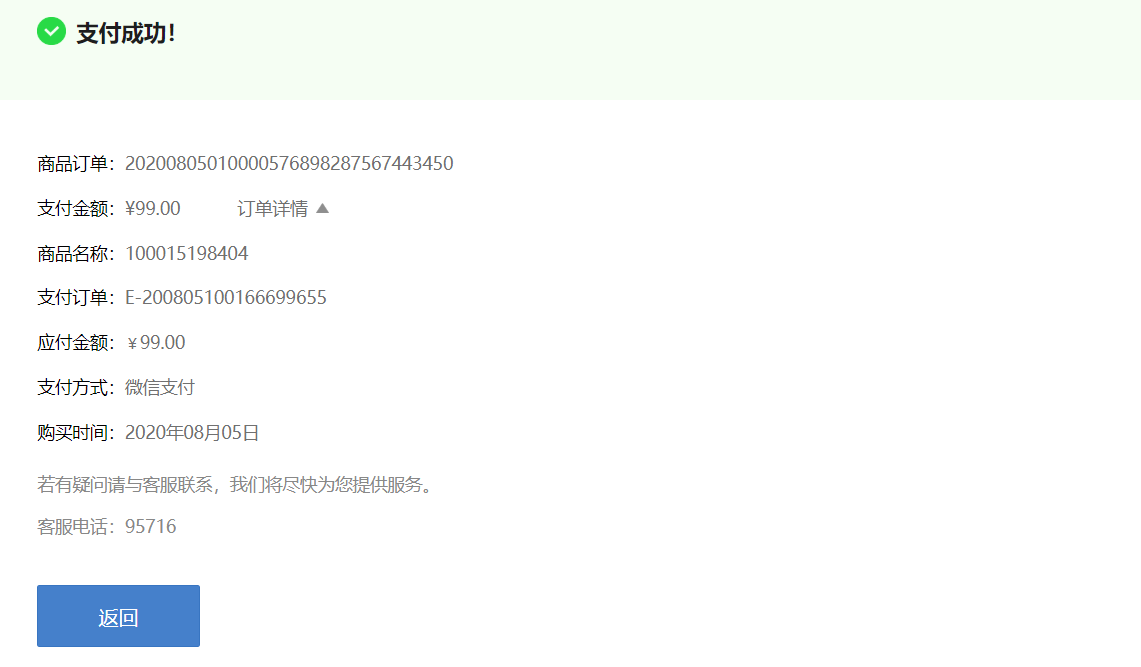 支付成功！
商品订单：20200805010000576898287567443450
支付金额：¥99.00 订单详情 ▲
商品名称：100015198404
支付订单：E-200805100166699655
应付金额：￥99.00
支付方式：微信支付
购买时间：2020年08月05日
若有疑问请与客服联系，我们将尽快为您提供服务。
客服电话：95716
返回